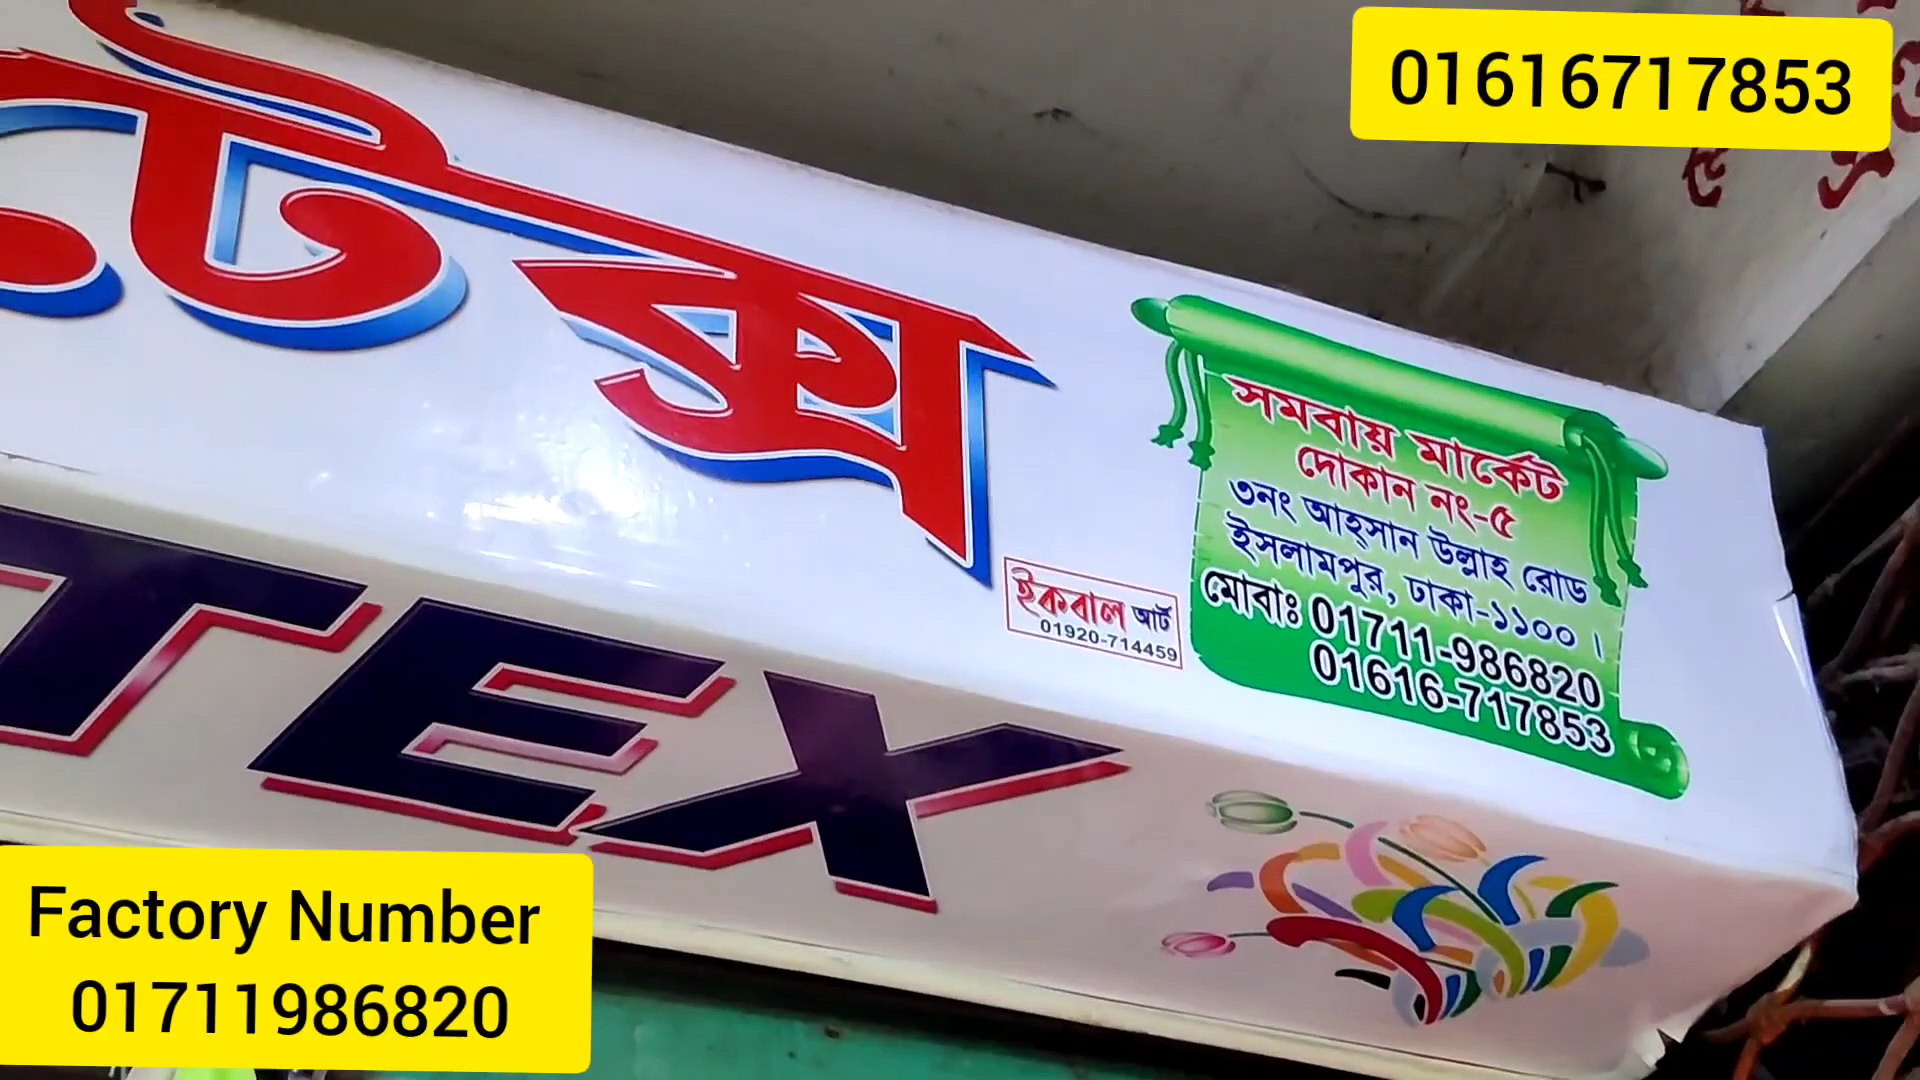 01616717853
টেক্স
সমবায় মার্কেট
দোকান নং-৫
৩নং আহ্সান উল্লাহ রোড
ইসলামপুর, ঢাকা-১১০০।
মোবাঃ 01711-986820
01616-717853
ইকবাল আর্ট
01920-714459
TEX
Factory Number
01711986820